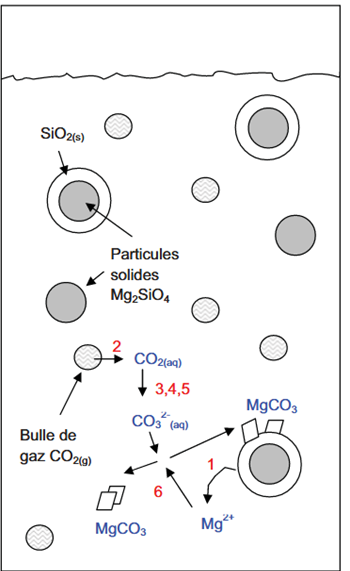 SiO2(s)
Particules
solides
Mg2SiO4
2
CO2(aq)
3,4,5
CO3 2- (aq)
MgCO3
Bulle de
gaz CO2(g)
1
6
MgCO3
Mg2+